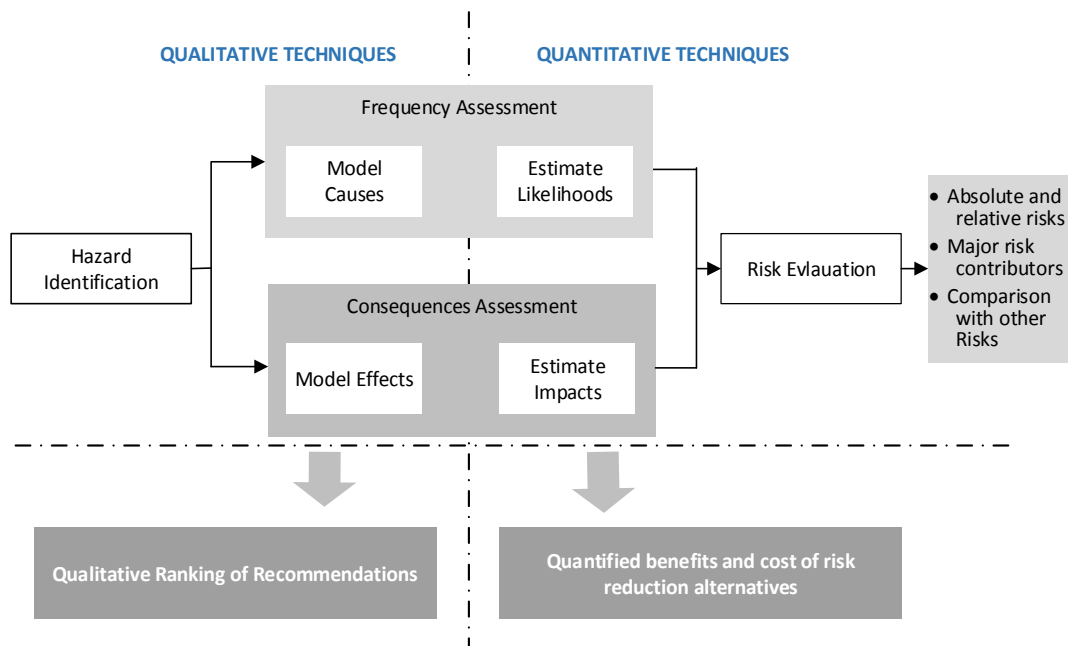 QUALITATIVE TECHNIQUES
QUANTITATIVE TECHNIQUES
Frequency Assessment
Model
Causes
Estimate
Likelihoods
Hazard
Identification
Consequences Assessment
Model Effects
Estimate
Impacts
Risk Evlauation
• Absolute and
relative risks
• Major risk
contributors
• Comparison
with other
Risks
Qualitative Ranking of Recommendations
Quantified benefits and cost of risk
reduction alternatives